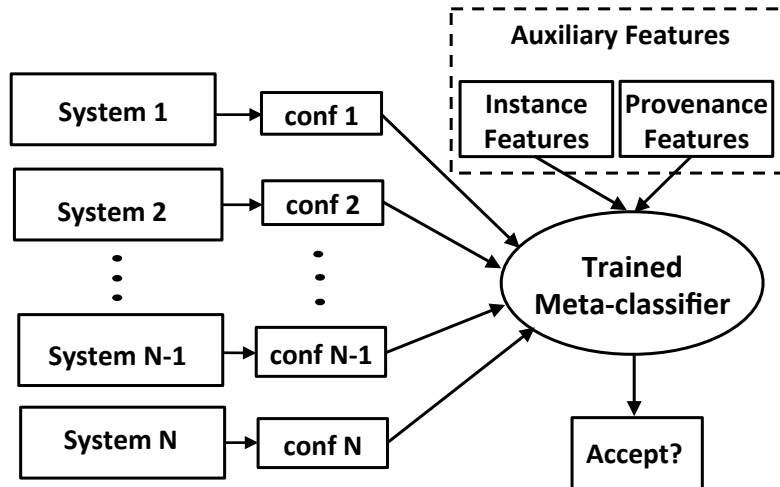 Auxiliary Features
Instance
Features
Provenance
Features
System 1
conf 1
System 2
conf 2
System N-1
conf N-1
System N
conf N
Trained
Meta-classifier
Accept?